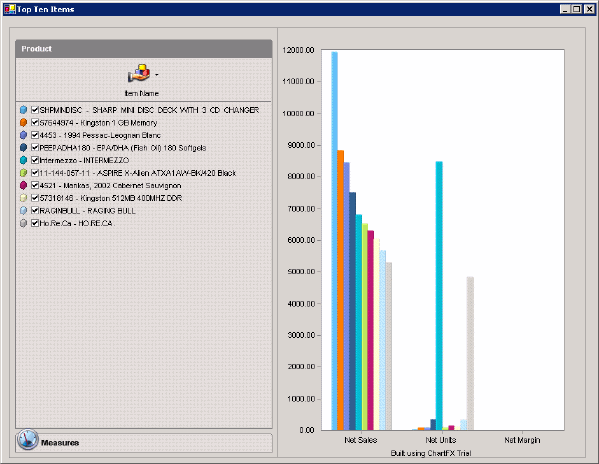 Top Ten Items
Product
Item Name
SHPMINDISC - SHARP MINI DISC DECK WITH 3 CD CHANGER
57644974 - Kingston 1 GB Memory
4453 - 1994 Pessac-Leognan Blanc
PEEPADHA180 - EPA/DHA (Fish Oil) 180 Softgels
Intermezzo - INTERMEZZO
11-144-057-11 - ASPIRE X-Alien ATXA1AW-BK/420 Black
4521 - Mankas, 2002 Cabernet Sauvignon
57318146 - Kingston 512MB 400MHZ DDR
RAGINBULL - RAGING BULL
Ho.Re.Ca - HO.RE.CA.
Measures
12000.00
11000.00
10000.00
9000.00
8000.00
7000.00
6000.00
5000.00
4000.00
3000.00
2000.00
1000.00
0.00
Net Sales Net Units Net Margin
Built using ChartFX Trial